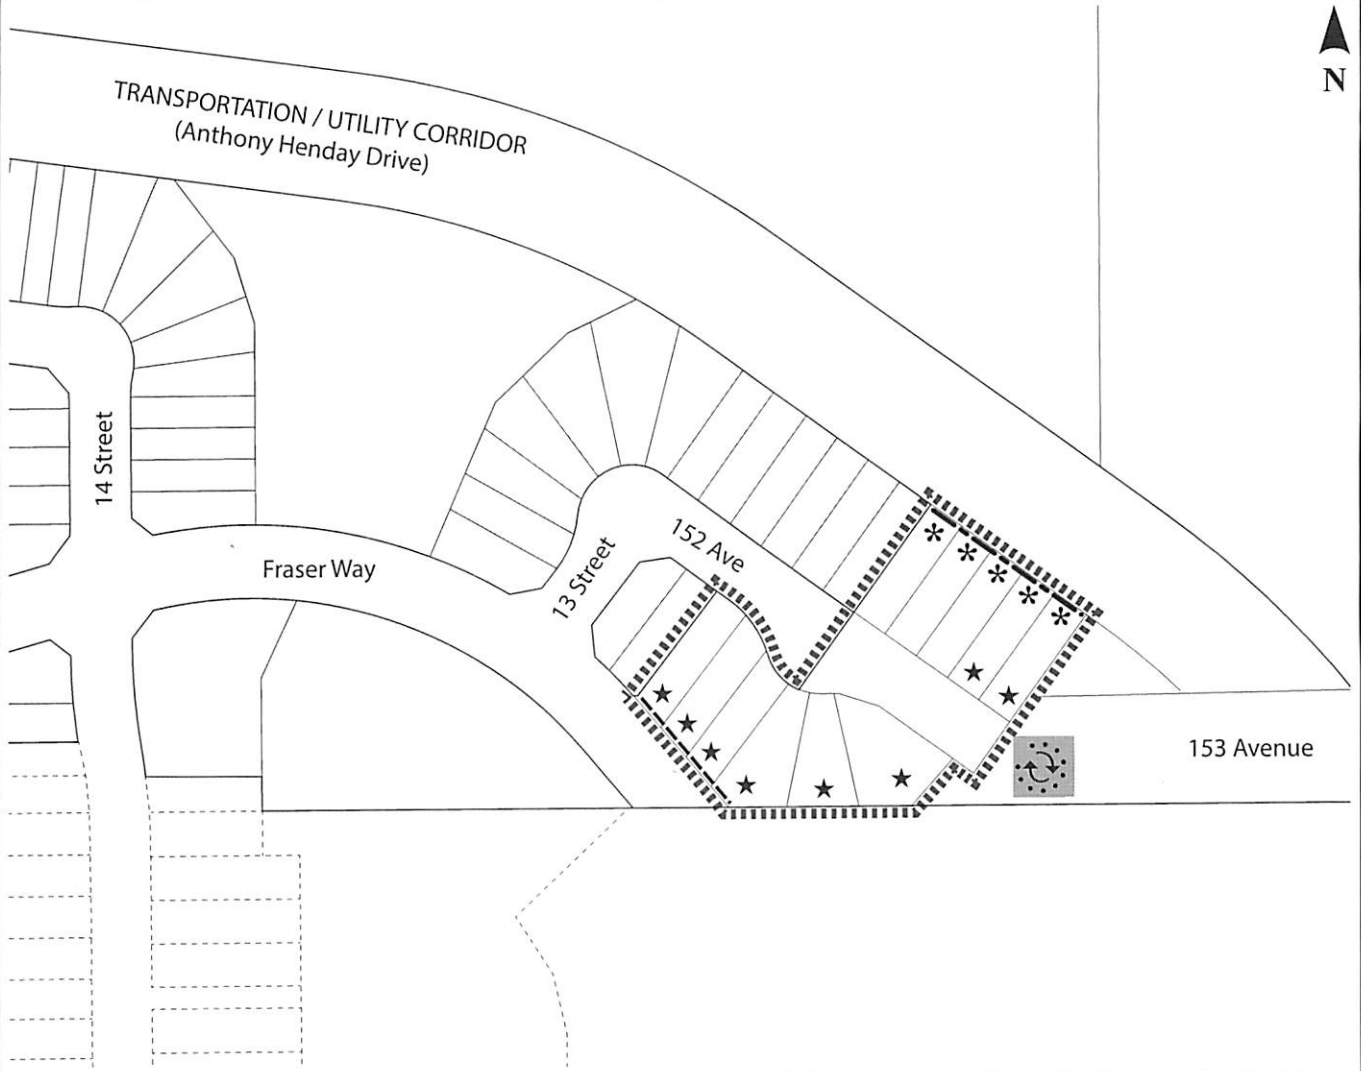 N
TRANSPORTATION / UTILITY CORRIDOR
(Anthony Henday Drive)
14 Street
152 Ave
Fraser Way
13 Street
153 Avenue